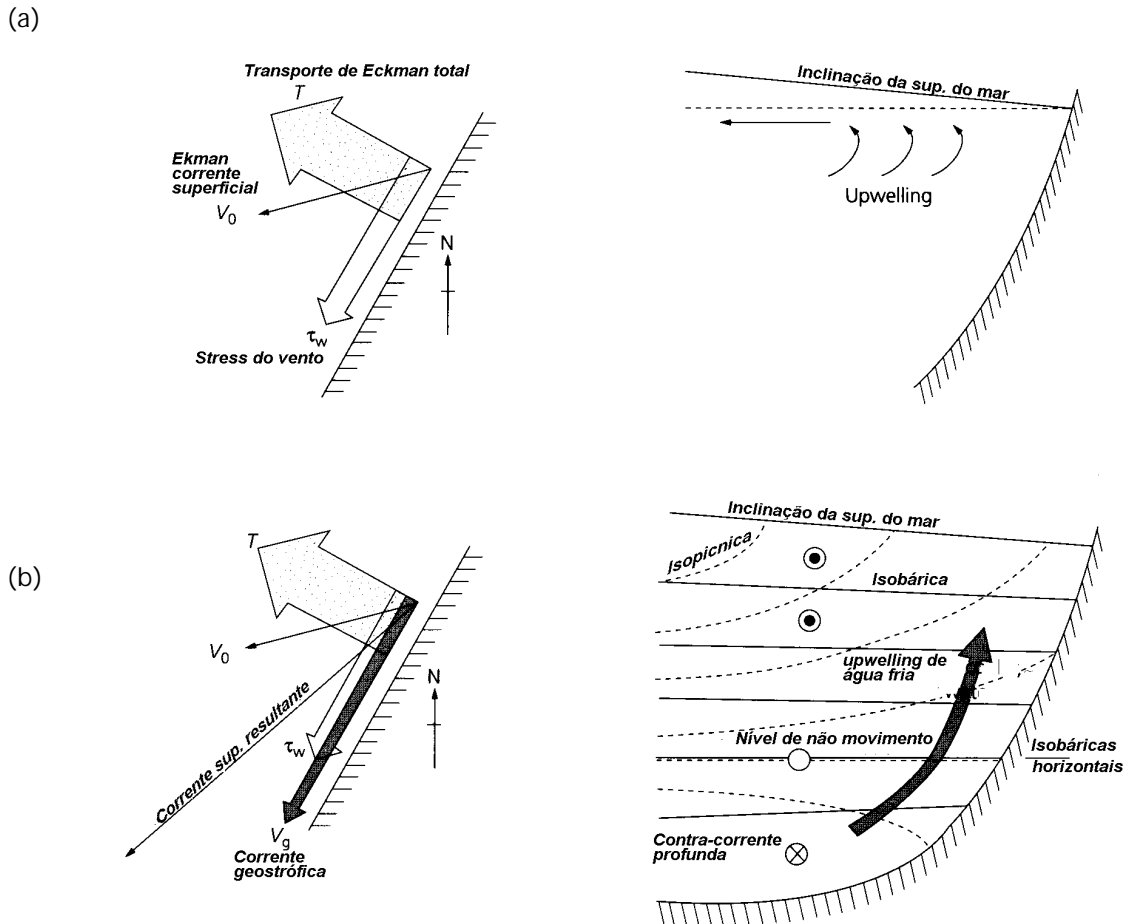 (a)
Transporte de Eckman total
T
Ekman
corrente
superficial
V0
N
τw
Stress do vento
Inclinação da sup. do mar
Upwelling
(b)
T
V0
N
Corrente sup. resultante
τw
Vg
Corrente
geostrófica
Inclinação da sup. do mar
Isopicnica
Isobárica
upwelling de
água fria
Nível de não movimento
Isobáricas
horizontais
Contra-corrente
profunda